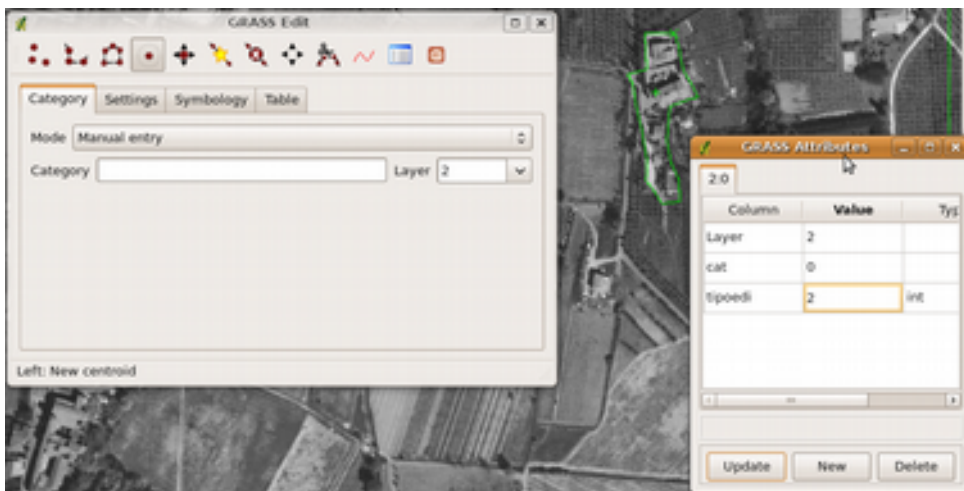 GRASS Edit
Category Settings Symbology Table
Mode Manual entry
Category Layer 2
Left: New centroid
GRASS Attributes
2:0
Column Value Typ
Layer 2
cat 0
tipoedi 2 int
Update New Delete